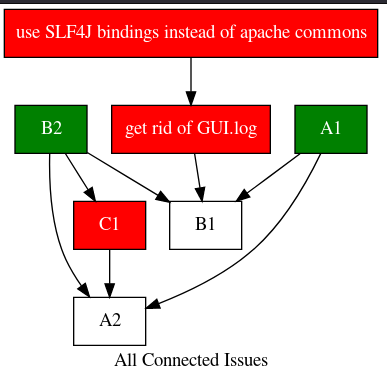 use SLF4J bindings instead of apache commons
B2
get rid of GUI.log
A1
C1
B1
A2
All Connected Issues